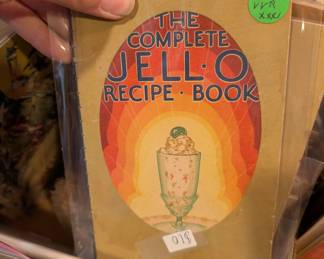 THE
COMPLETE
JELL-O
RECIPE · BOOK